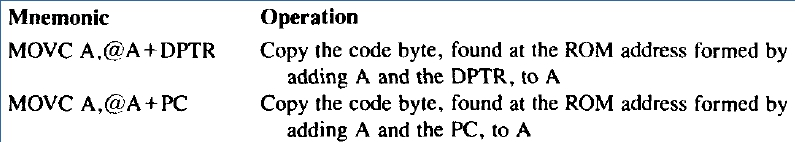 Mnemonic Operation
MOVC A,@A+DPTR Copy the code byte, found at the ROM address formed by
adding A and the DPTR, to A
MOVC A,@A+PC Copy the code byte, found at the ROM address formed by
adding A and the PC, to A